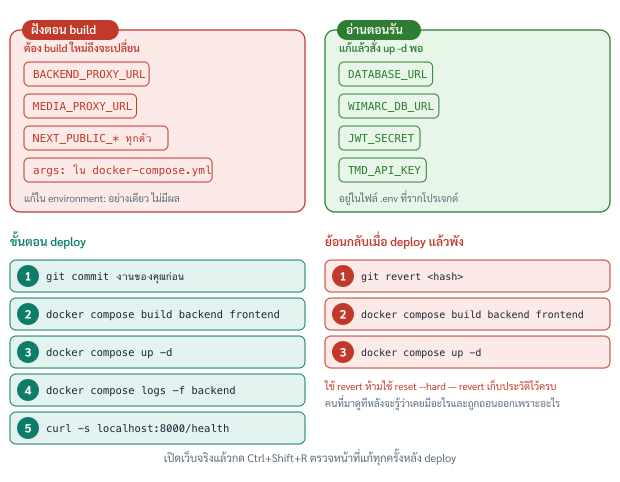 ฝังตอน build
ต้อง build ใหม่ถึงจะเปลี่ยน
BACKEND_PROXY_URL
MEDIA_PROXY_URL
NEXT_PUBLIC_* ทุกตัว
args: ใน docker-compose.yml
แก้ใน environment: อย่างเดียว ไม่มีผล
อ่านตอนรัน
แก้แล้วสั่ง up -d พอ
DATABASE_URL
WIMARC_DB_URL
JWT_SECRET
TMD_API_KEY
อยู่ในไฟล์ .env ที่รากโปรเจกต์
ขั้นตอน deploy
1 git commit งานของคุณก่อน
2 docker compose build backend frontend
3 docker compose up -d
4 docker compose logs -f backend
5 curl -s localhost:8000/health
ย้อนกลับเมื่อ deploy แล้วพัง
1 git revert <hash>
2 docker compose build backend frontend
3 docker compose up -d
ใช้ revert ห้ามใช้ reset --hard — revert เก็บประวัติไว้ครบ
คนที่มาดูทีหลังจะรู้ว่าเคยมีอะไรและถูกถอนออกเพราะอะไร
เปิดเว็บจริงแล้วกด Ctrl+Shift+R ตรวจหน้าที่แก้ทุกครั้งหลัง deploy